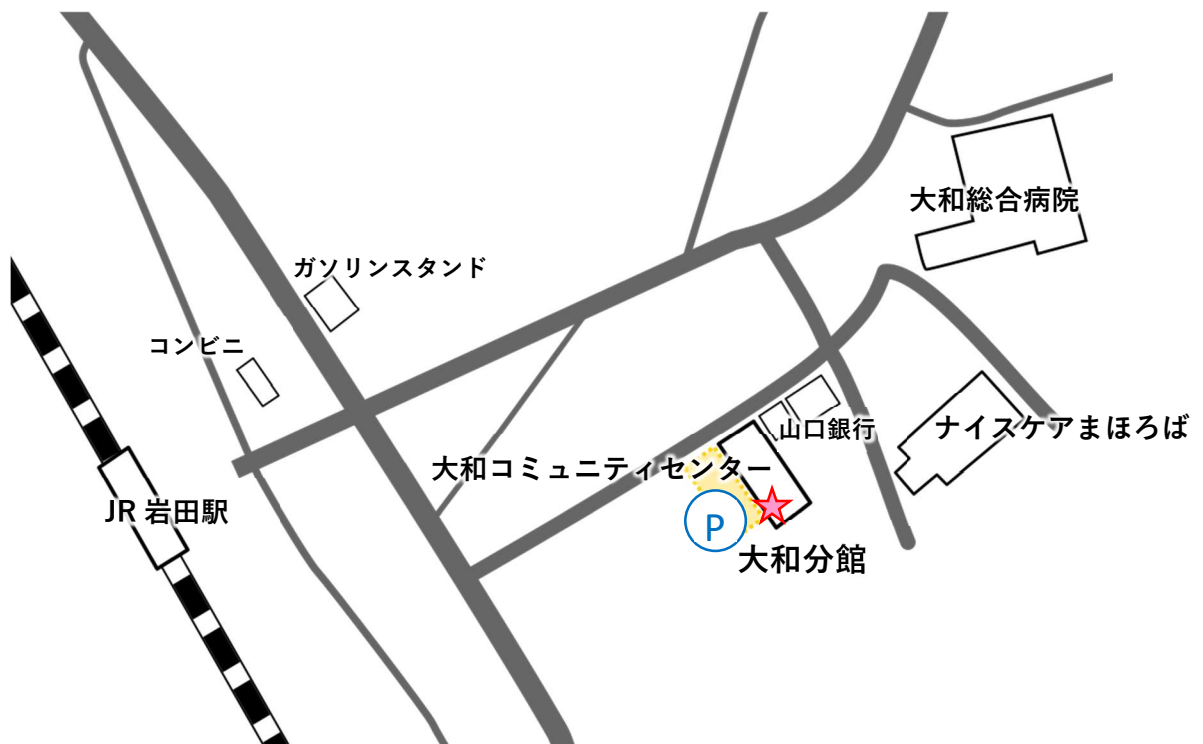 大和総合病院
ガソリンスタンド
コンビニ
山口銀行
ナイスケアまほろば
大和コミュニティセンター
JR 岩田駅
P
大和分館